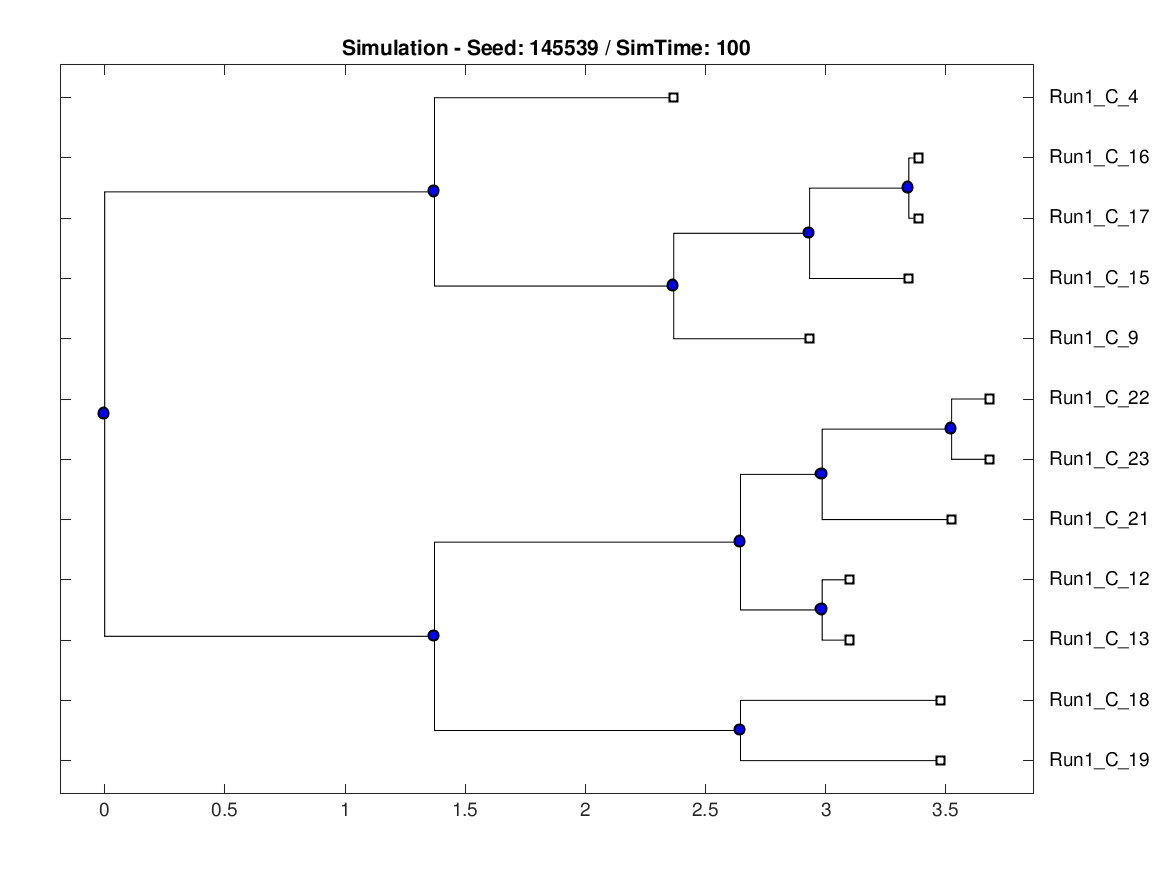 Simulation - Seed: 145539 / SimTime: 100
Run1_C_4
Run1_C_16
Run1_C_17
Run1_C_15
Run1_C_9
Run1_C_22
Run1_C_23
Run1_C_21
Run1_C_12
Run1_C_13
Run1_C_18
Run1_C_19
0 0.5 1 1.5 2 2.5 3 3.5